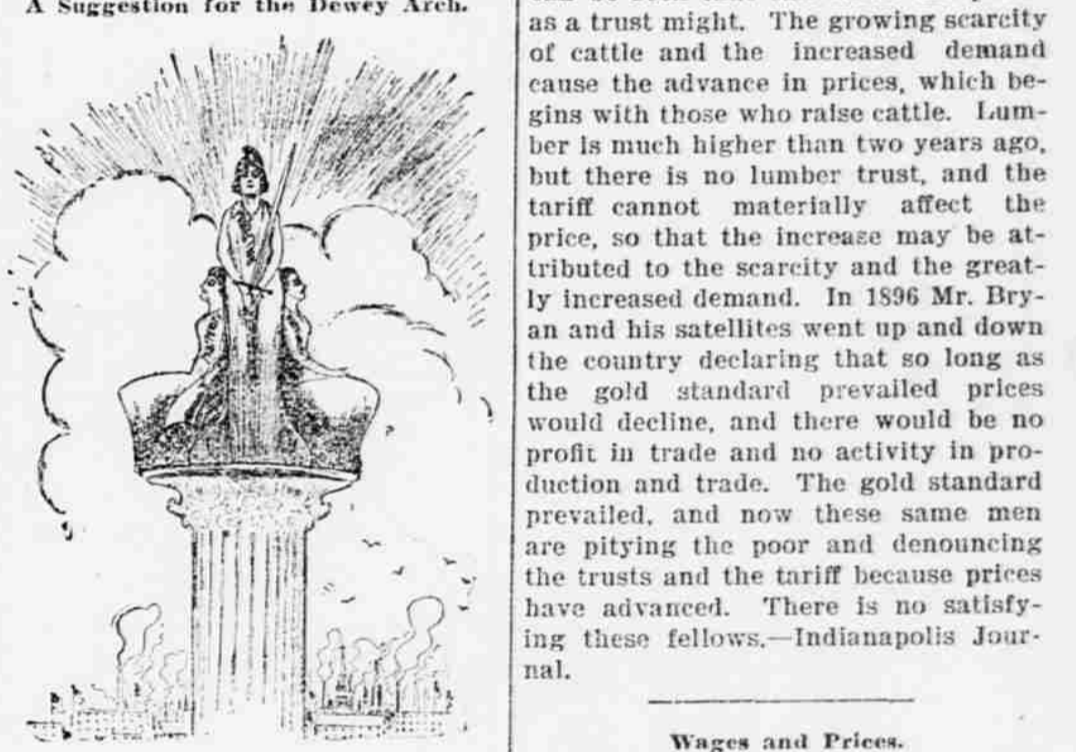 A Suggestion for the Dewey Arch.
as a trust might. The growing scarcity
of cattle and the increased demand
cause the advance in prices, which be-
gins with those who raise cattle. Lum-
ber is much higher than two years ago,
but there is no lumber trust, and the
tariff cannot materially affect the
price, so that the increase may be at-
tributed to the scarcity and the great-
ly increased demand. In 1896 Mr. Bry-
an and his satellites went up and down
the country declaring that so long as
the gold standard prevailed prices
would decline, and there would be no
profit in trade and no activity in pro-
duction and trade. The gold standard
prevailed, and now these same men
are pitying the poor and denouncing
the trusts and the tariff because prices
have advanced. There is no satisfy-
ing these fellows.—Indianapolis Jour-
nal.
Wages and Prices.